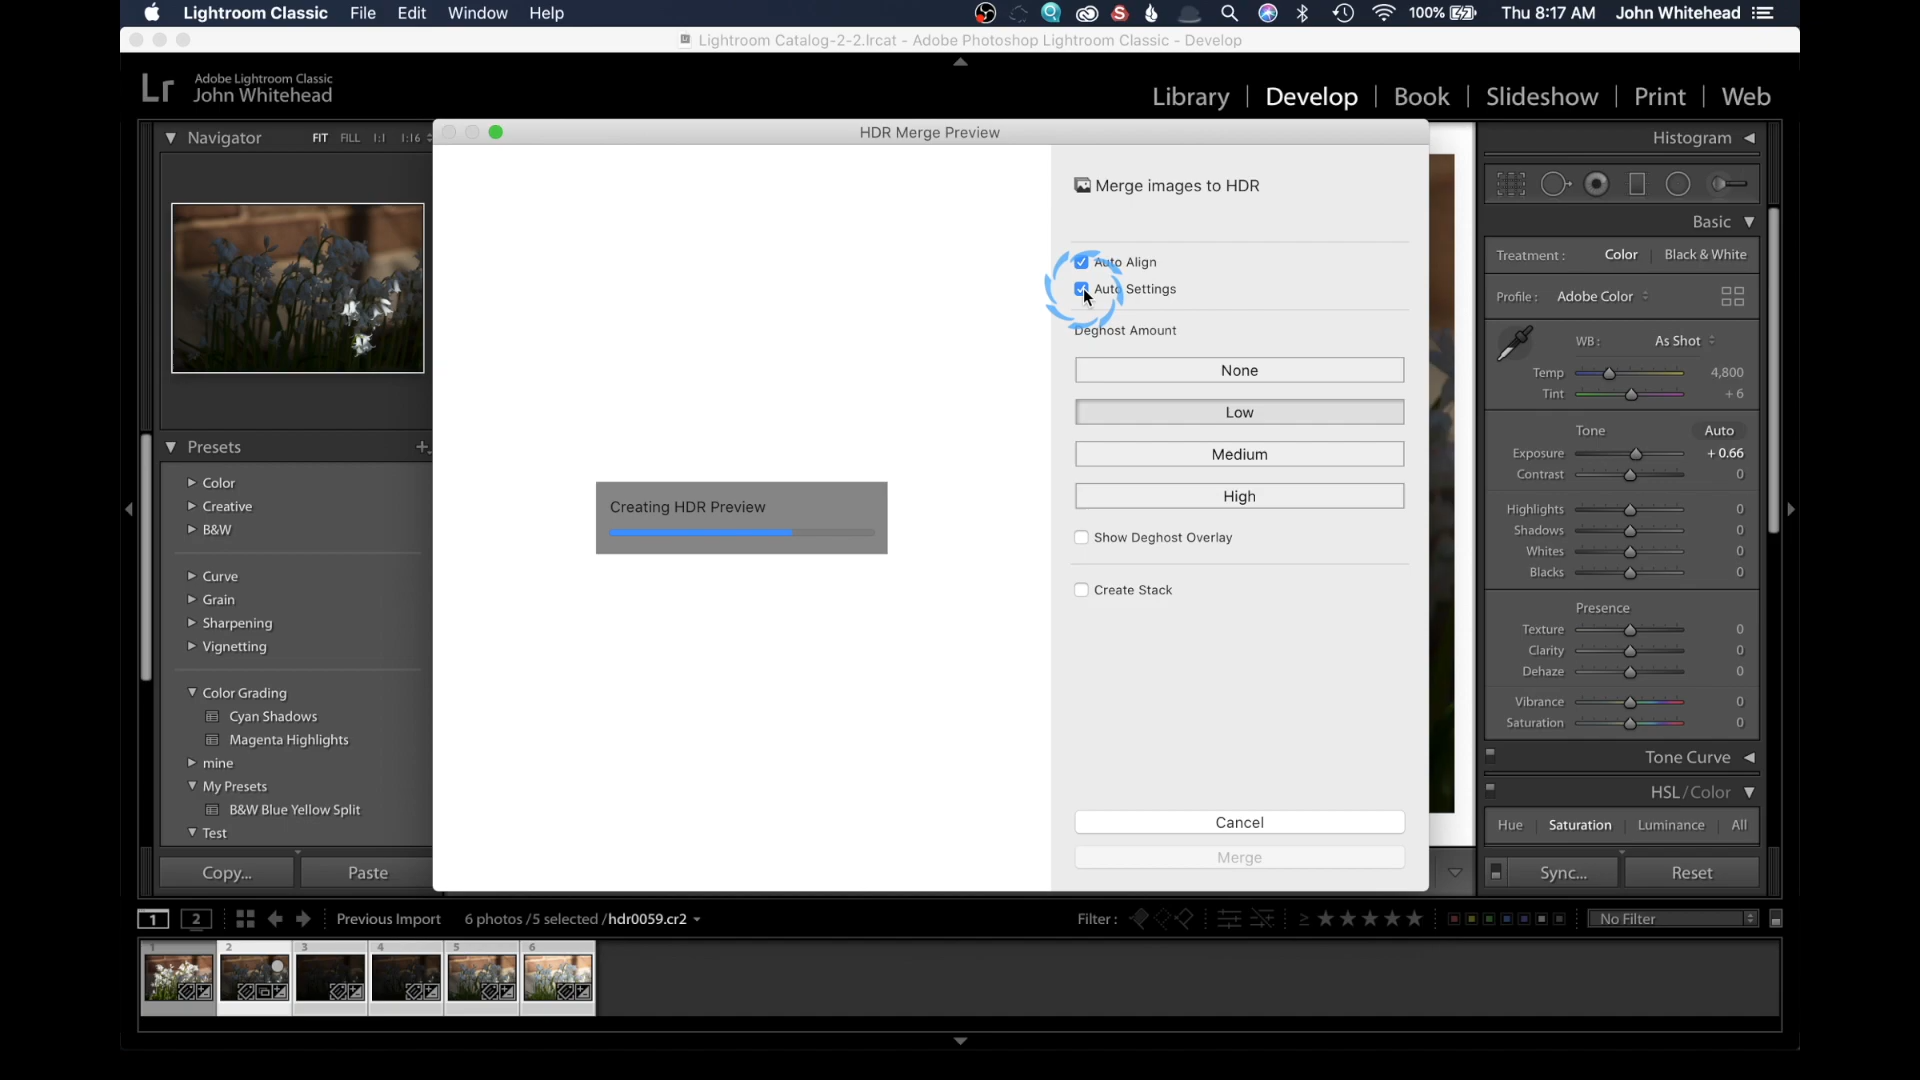 Lightroom Classic File Edit Window Help 100% Thu 8:17 AM John Whitehead
Lightroom Catalog-2-2.lrcat - Adobe Photoshop Lightroom Classic - Develop
Lr Adobe Lightroom Classic
John Whitehead
Library | Develop | Book | Slideshow | Print | Web
Navigator FIT FILL 1:1 1:16
HDR Merge Preview
Histogram
Merge images to HDR
Basic
Auto Align
Auto Settings
Deghost Amount
None
Low
Medium
High
Show Deghost Overlay
Create Stack
Cancel
Merge
Creating HDR Preview
Treatment : Color Black & White
Profile : Adobe Color
WB : As Shot
Temp 4,800
Tint + 6
Tone Auto
Exposure + 0.66
Contrast 0
Highlights 0
Shadows 0
Whites 0
Blacks 0
Presence
Texture 0
Clarity 0
Dehaze 0
Vibrance 0
Saturation 0
Tone Curve
HSL / Color
Hue Saturation Luminance All
Sync... Reset
Presets +
Color
Creative
B&W
Curve
Grain
Sharpening
Vignetting
Color Grading
Cyan Shadows
Magenta Highlights
mine
My Presets
B&W Blue Yellow Split
Test
Copy... Paste
1 2 Previous Import 6 photos / 5 selected / hdr0059.cr2 Filter : ≥ ★★★★★ No Filter
1 2 3 4 5 6